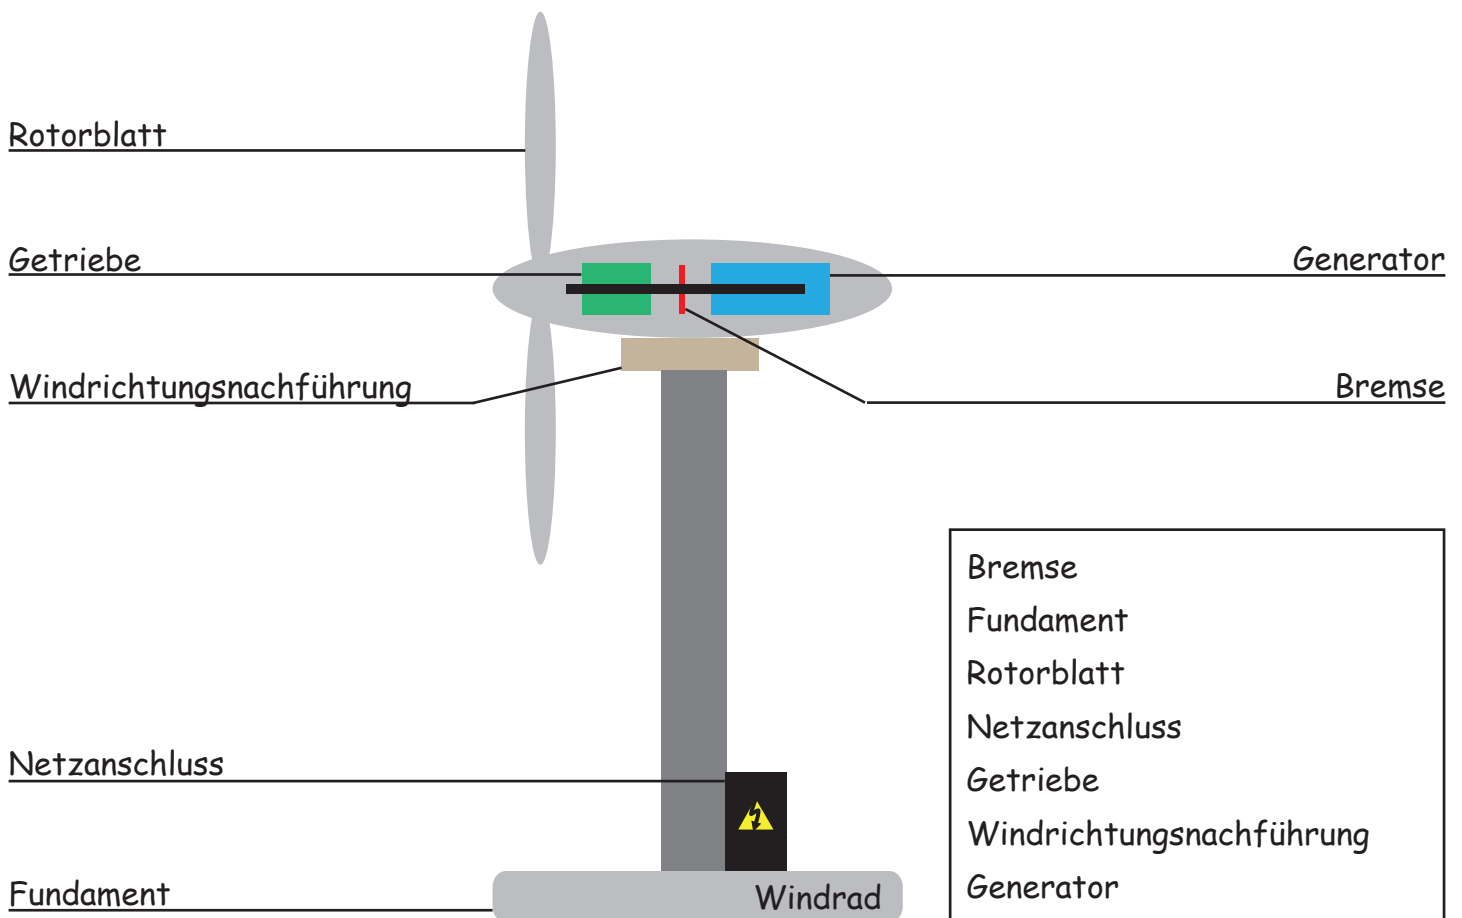 Rotorblatt
Getriebe
Generator
Windrichtungsnachführung
Bremse
Netzanschluss
Fundament
Windrad
Bremse
Fundament
Rotorblatt
Netzanschluss
Getriebe
Windrichtungsnachführung
Generator